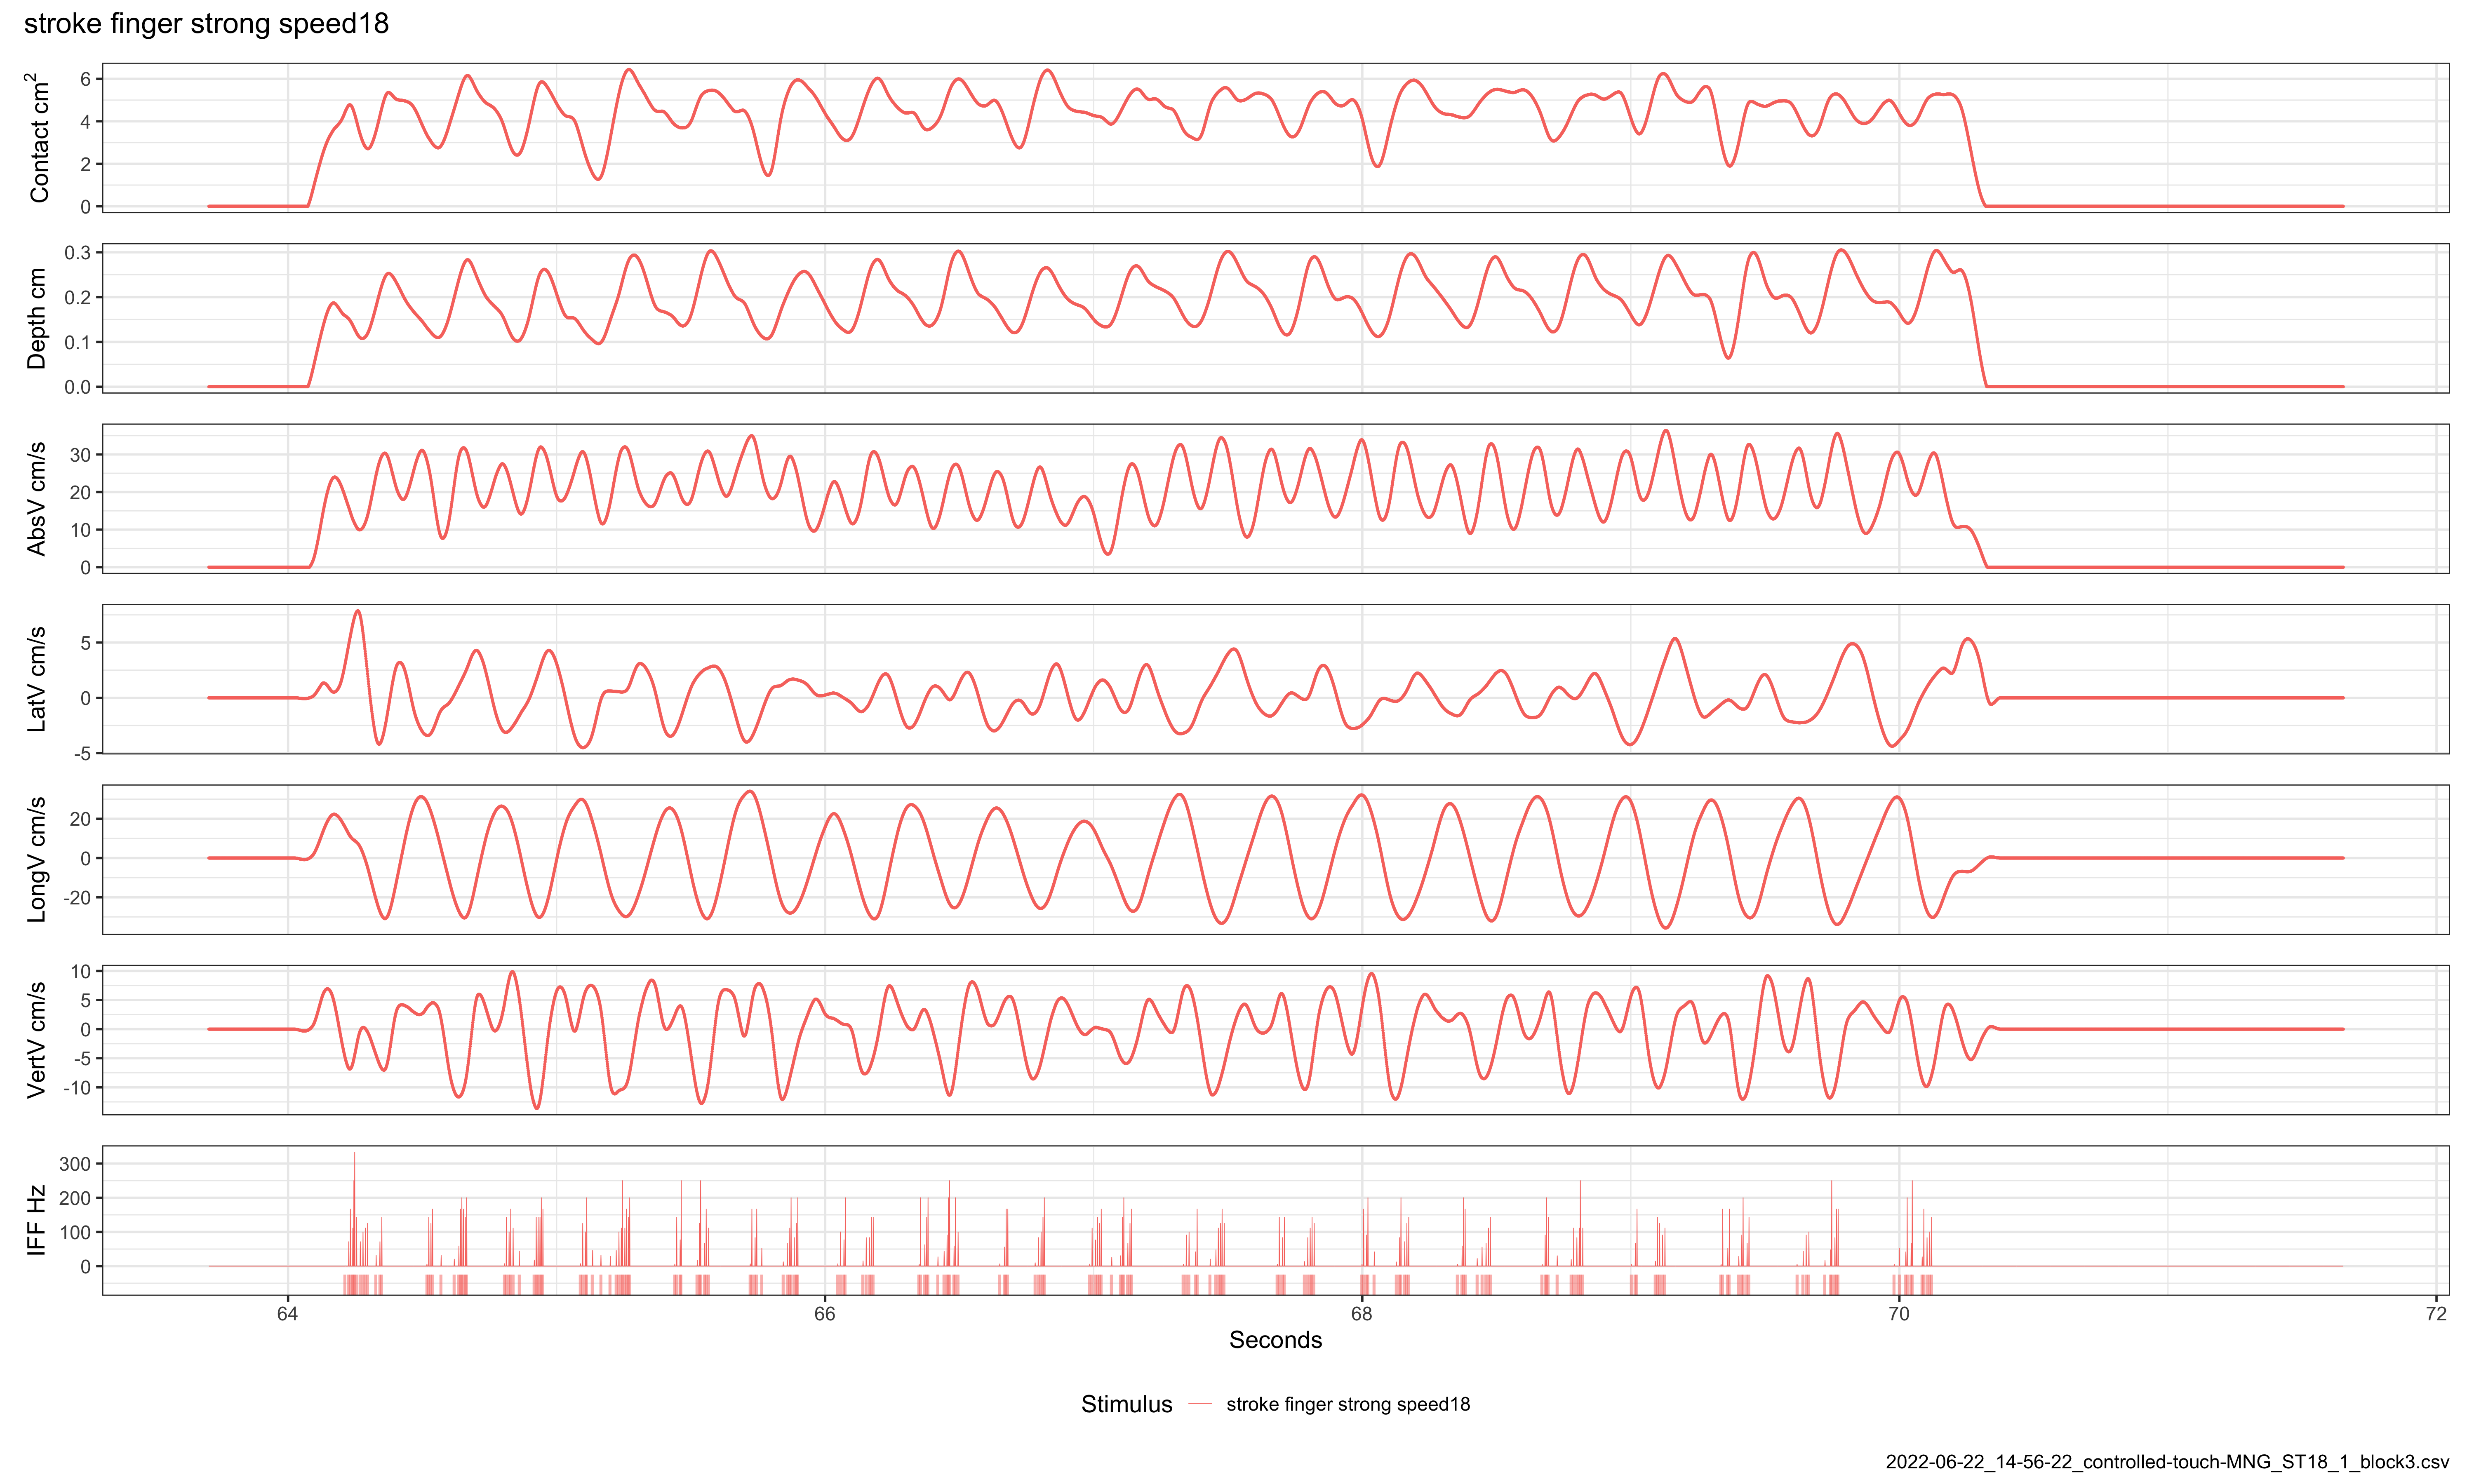 stroke finger strong speed18
Contact cm²
6
4
2
0
Depth cm
0.3
0.2
0.1
0.0
AbsV cm/s
30
20
10
0
LatV cm/s
5
0
-5
LongV cm/s
20
0
-20
VertV cm/s
10
5
0
-5
-10
IFF Hz
300
200
100
0
64 66 68 70 72
Seconds
Stimulus stroke finger strong speed18
2022-06-22_14-56-22_controlled-touch-MNG_ST18_1_block3.csv